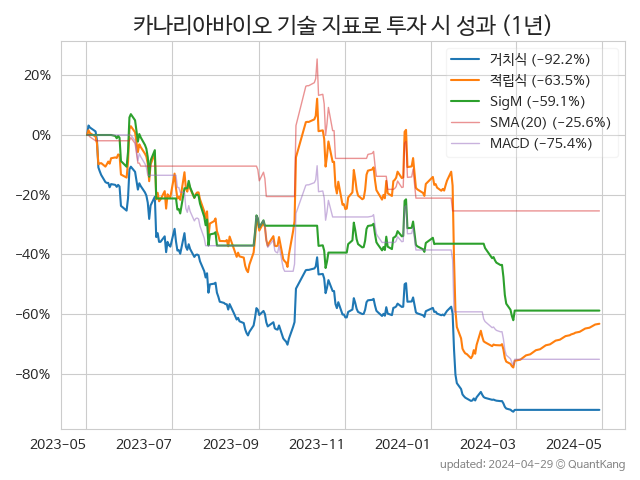 카나리아바이오 기술 지표로 투자 시 성과 (1년)
거치식 (−92.2%)
적립식 (−63.5%)
SigM (−59.1%)
SMA(20) (−25.6%)
MACD (−75.4%)
20%
0%
−20%
−40%
−60%
−80%
2023-05 2023-07 2023-09 2023-11 2024-01 2024-03 2024-05
updated: 2024-04-29 © QuantKang